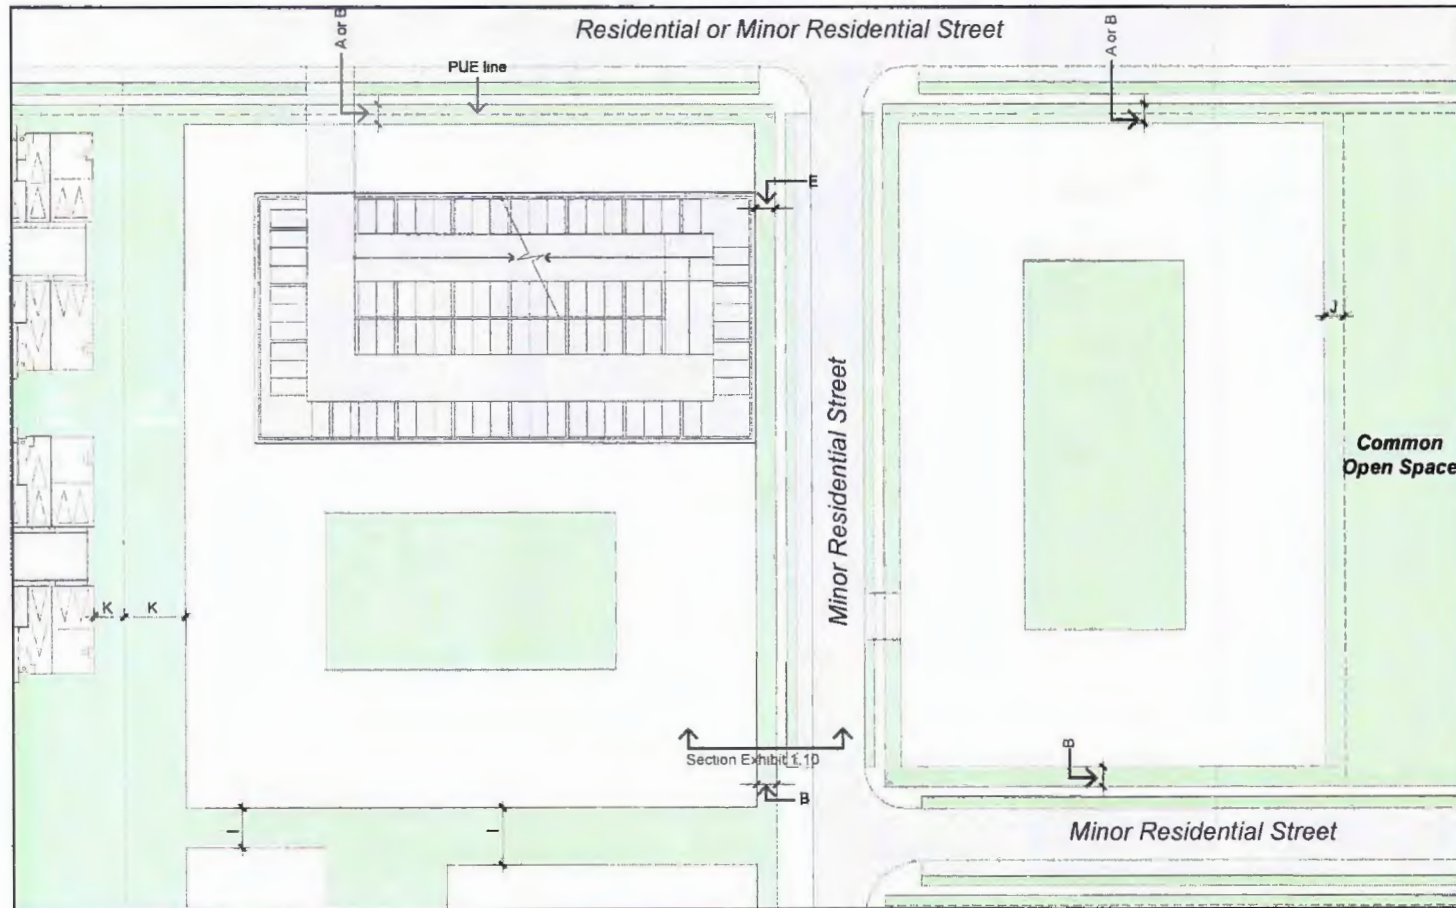 Residential or Minor Residential Street
A or B
A or B
PUE line
E
J
Minor Residential Street
Common
Open Space
K
K
B
Section Exhibit 1.10
B
I
I
Minor Residential Street